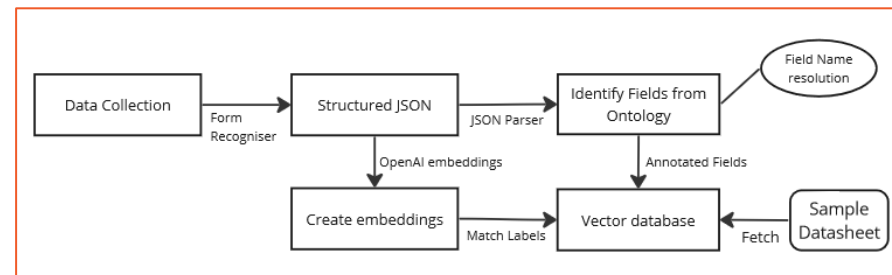 Data Collection
Form
Recogniser
Structured JSON
JSON Parser
Identify Fields from
Ontology
Field Name
resolution
OpenAI embeddings
Annotated Fields
Create embeddings
Match Labels
Vector database
Fetch
Sample
Datasheet